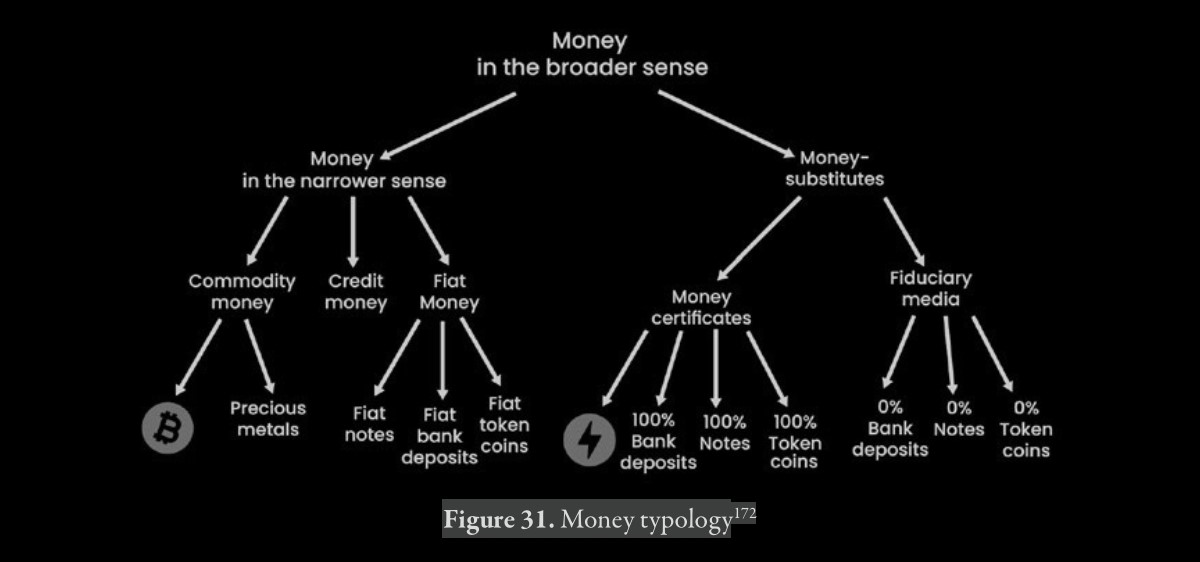 Money
in the broader sense
Money
in the narrower sense
Money-
substitutes
Commodity
money
Credit
money
Fiat
Money
Money
certificates
Fiduciary
media
Precious
metals
Fiat
notes
Fiat
bank
deposits
Fiat
token
coins
100%
Bank
deposits
100%
Notes
100%
Token
coins
0%
Bank
deposits
0%
Notes
0%
Token
coins
Figure 31. Money typology172